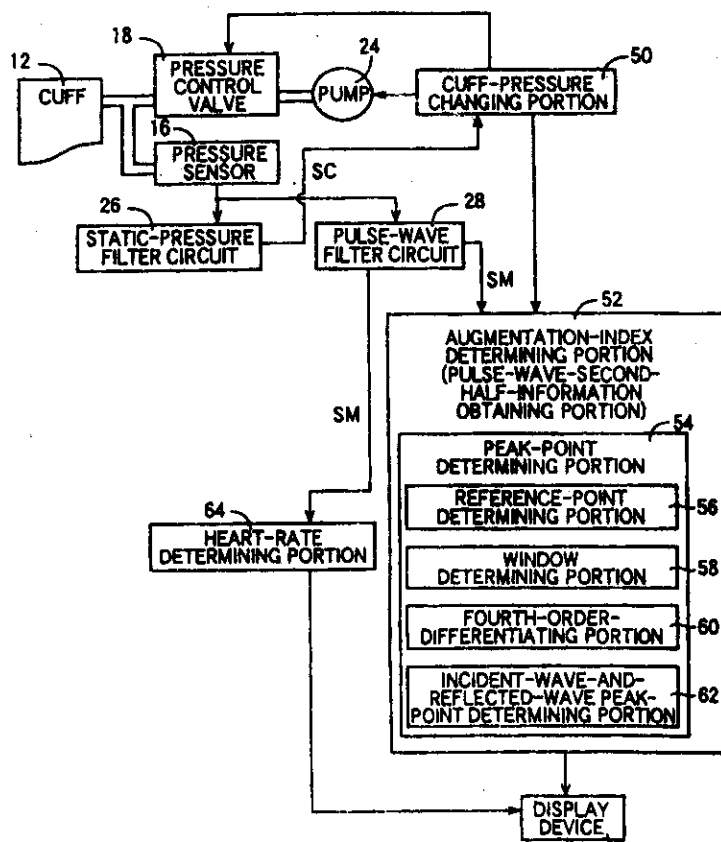 18
24
50
12
CUFF
PRESSURE
CONTROL
VALVE
PUMP
CUFF-PRESSURE
CHANGING PORTION
16
PRESSURE
SENSOR
SC
26
28
STATIC-PRESSURE
FILTER CIRCUIT
PULSE-WAVE
FILTER CIRCUIT
SM
52
AUGMENTATION-INDEX
DETERMINING PORTION
(PULSE-WAVE-SECOND-
HALF-INFORMATION
OBTAINING PORTION)
SM
54
PEAK-POINT
DETERMINING PORTION
REFERENCE-POINT
DETERMINING PORTION
56
64
HEART-RATE
DETERMINING PORTION
WINDOW
DETERMINING PORTION
58
FOURTH-ORDER-
DIFFERENTIATING PORTION
60
INCIDENT-WAVE-AND-
REFLECTED-WAVE PEAK-
POINT DETERMINING PORTION
62
DISPLAY
DEVICE